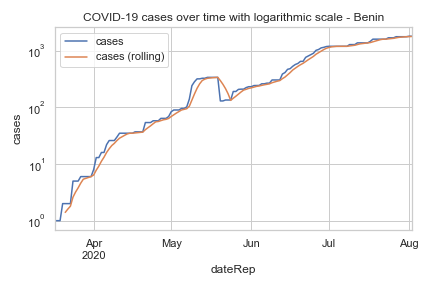 COVID-19 cases over time with logarithmic scale - Benin
cases
cases (rolling)
10³
10²
10¹
10⁰
cases
Apr
2020
May
Jun
Jul
Aug
dateRep